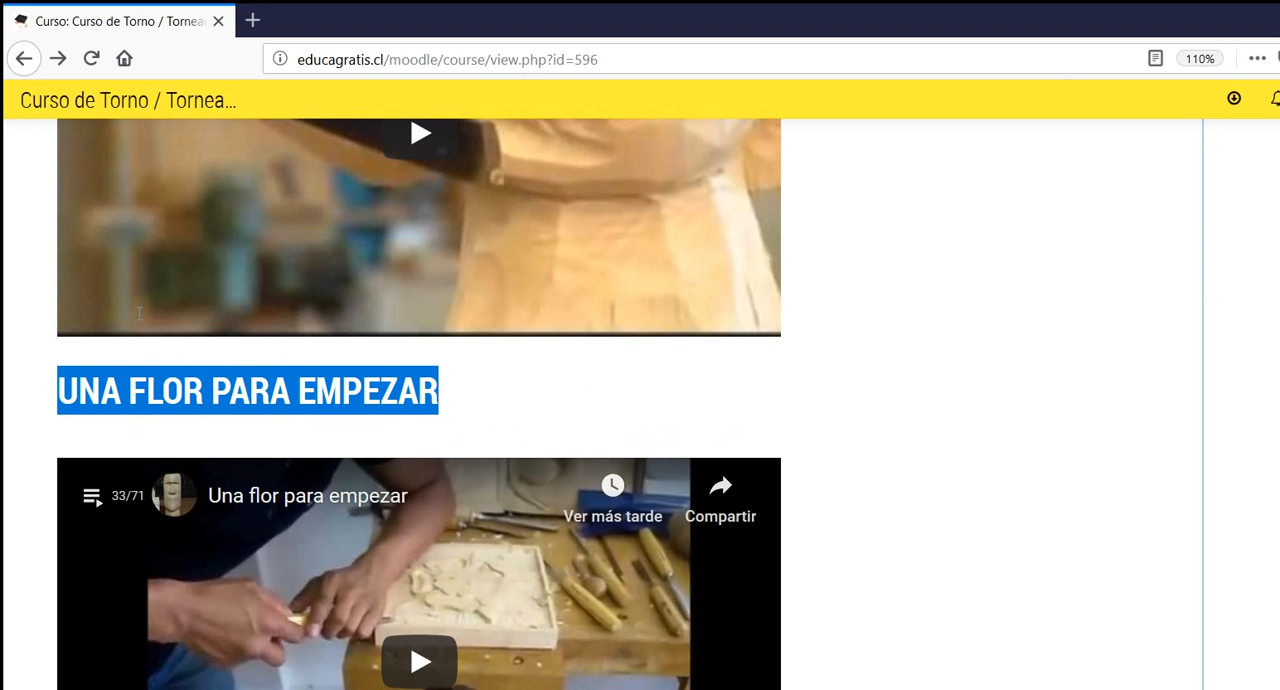 Curso: Curso de Torno / Tornea
educagratis.cl/moodle/course/view.php?id=596
110%
Curso de Torno / Tornea...
UNA FLOR PARA EMPEZAR
33/71
Una flor para empezar
Ver más tarde
Compartir